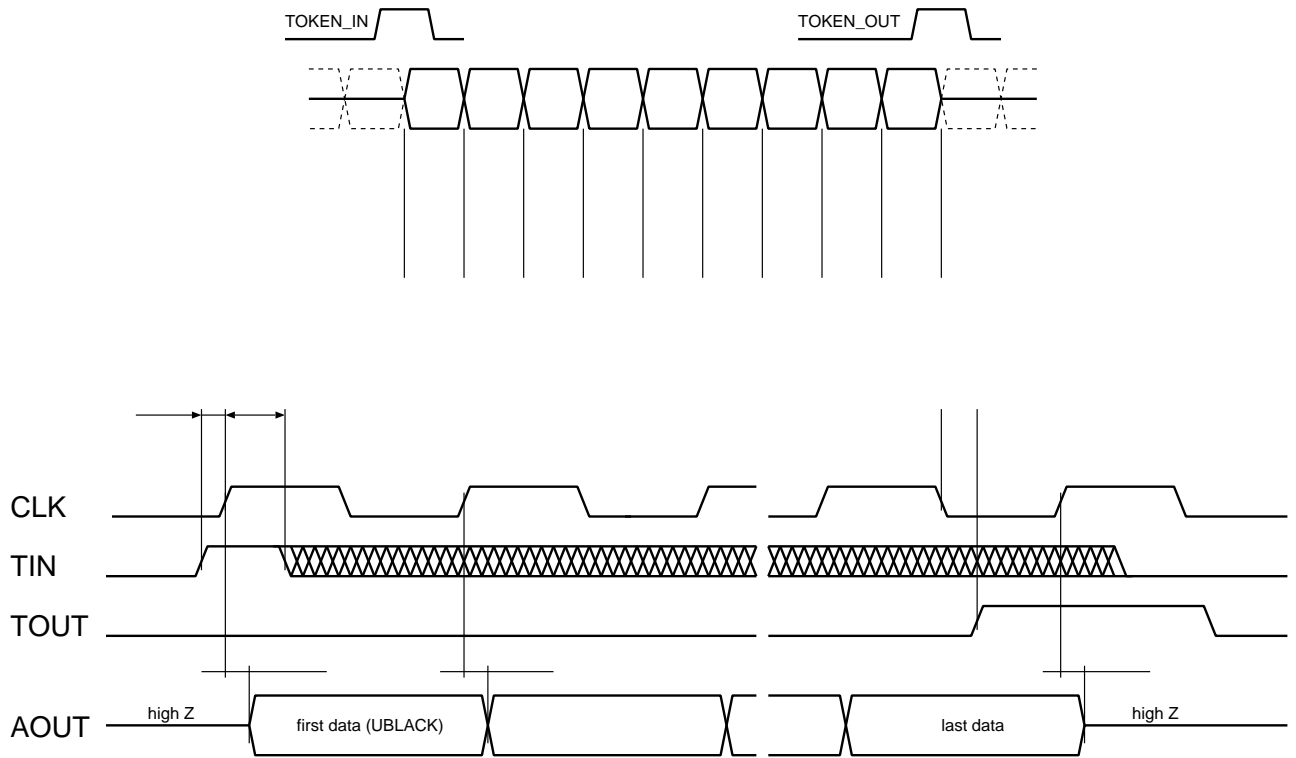 TOKEN_IN
TOKEN_OUT
CLK
TIN
TOUT
AOUT
high Z
first data (UBLACK)
last data
high Z